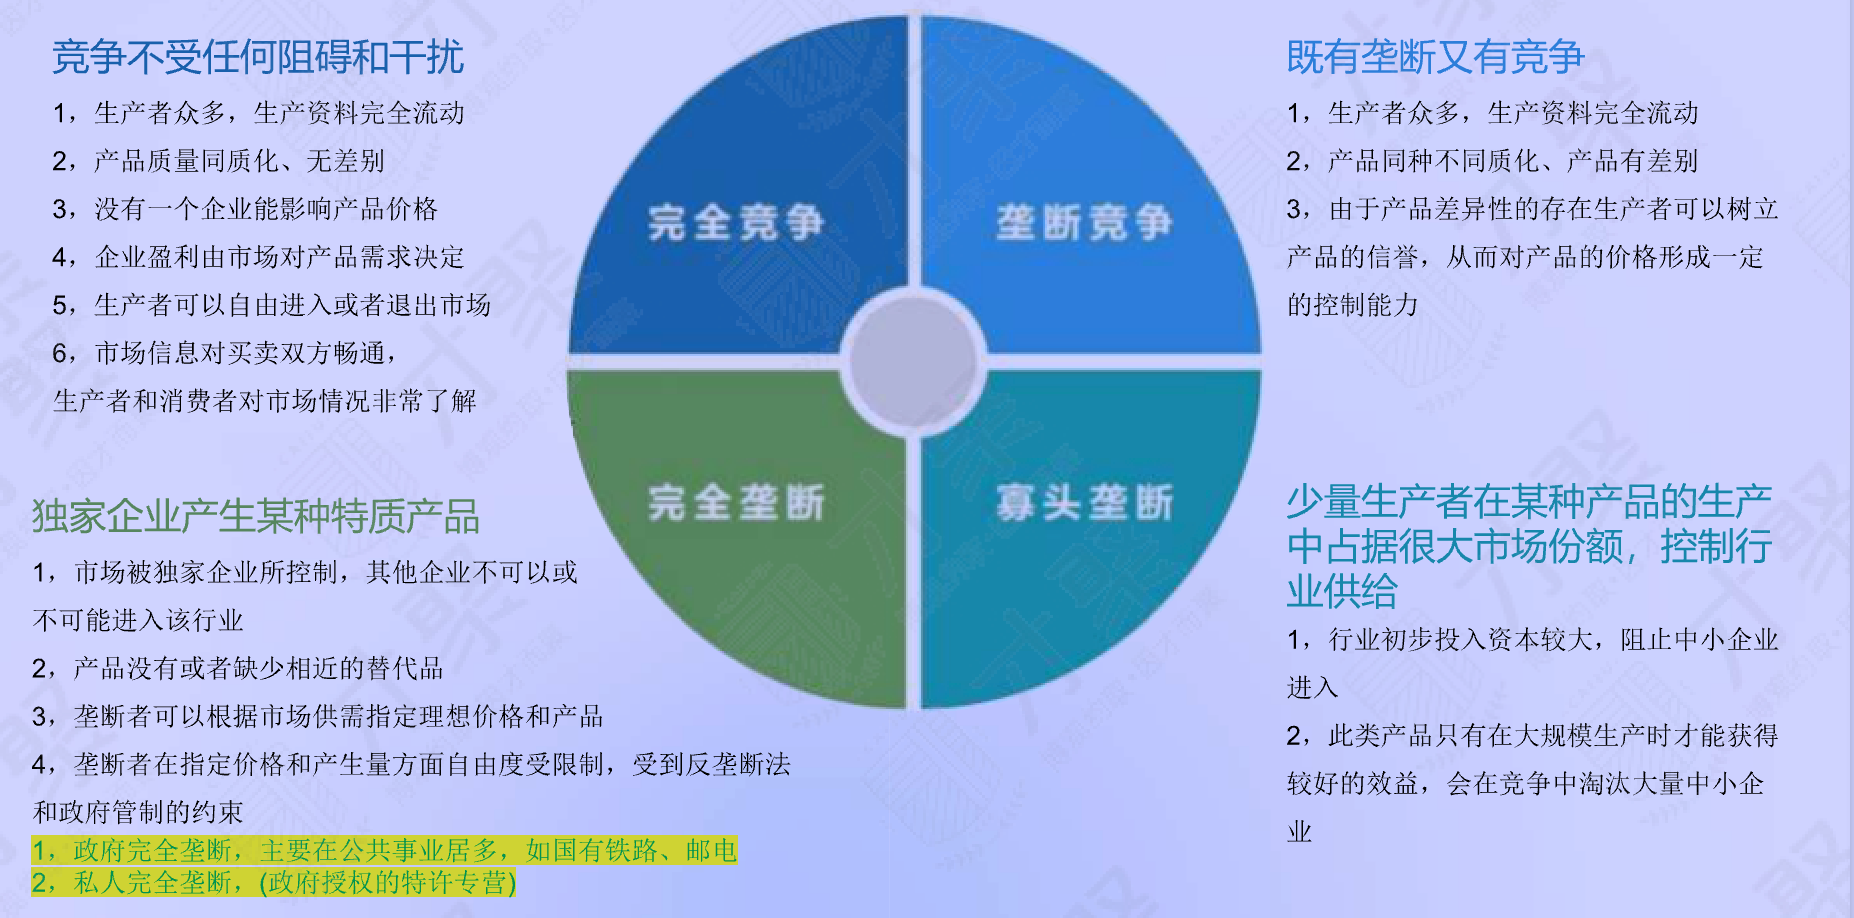 竞争不受任何阻碍和干扰
1，生产者众多，生产资料完全流动
2，产品质量同质化、无差别
3，没有一个企业能影响产品价格
4，企业盈利由市场对产品需求决定
5，生产者可以自由进入或者退出市场
6，市场信息对买卖双方畅通，
生产者和消费者对市场情况非常了解
完全竞争
垄断竞争
既有垄断又有竞争
1，生产者众多，生产资料完全流动
2，产品同种不同质化、产品有差别
3，由于产品差异性的存在生产者可以树立
产品的信誉，从而对产品的价格形成一定
的控制能力
独家企业产生某种特质产品
1，市场被独家企业所控制，其他企业不可以或
不可能进入该行业
2，产品没有或者缺少相近的替代品
3，垄断者可以根据市场供需指定理想价格和产品
4，垄断者在指定价格和产生量方面自由度受限制，受到反垄断法
和政府管制的约束
1，政府完全垄断，主要在公共事业居多，如国有铁路、邮电
2，私人完全垄断，(政府授权的特许专营)
完全垄断
寡头垄断
少量生产者在某种产品的生产
中占据很大市场份额，控制行
业供给
1，行业初步投入资本较大，阻止中小企业
进入
2，此类产品只有在大规模生产时才能获得
较好的效益，会在竞争中淘汰大量中小企
业